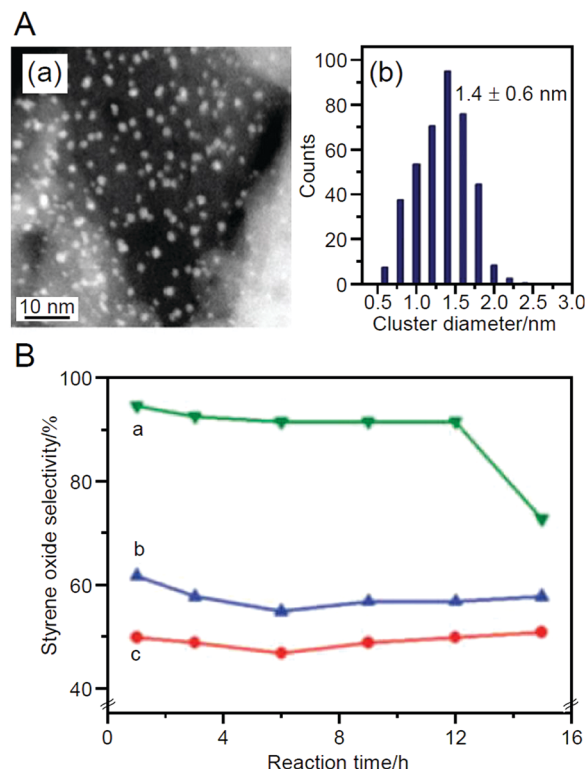 A
(a)
10 nm
(b)
1.4 ± 0.6 nm
Counts
100
80
60
40
20
0
0.5 1.0 1.5 2.0 2.5 3.0
Cluster diameter/nm
B
Styrene oxide selectivity/%
100
80
60
40
a
b
c
0 4 8 12 16
Reaction time/h